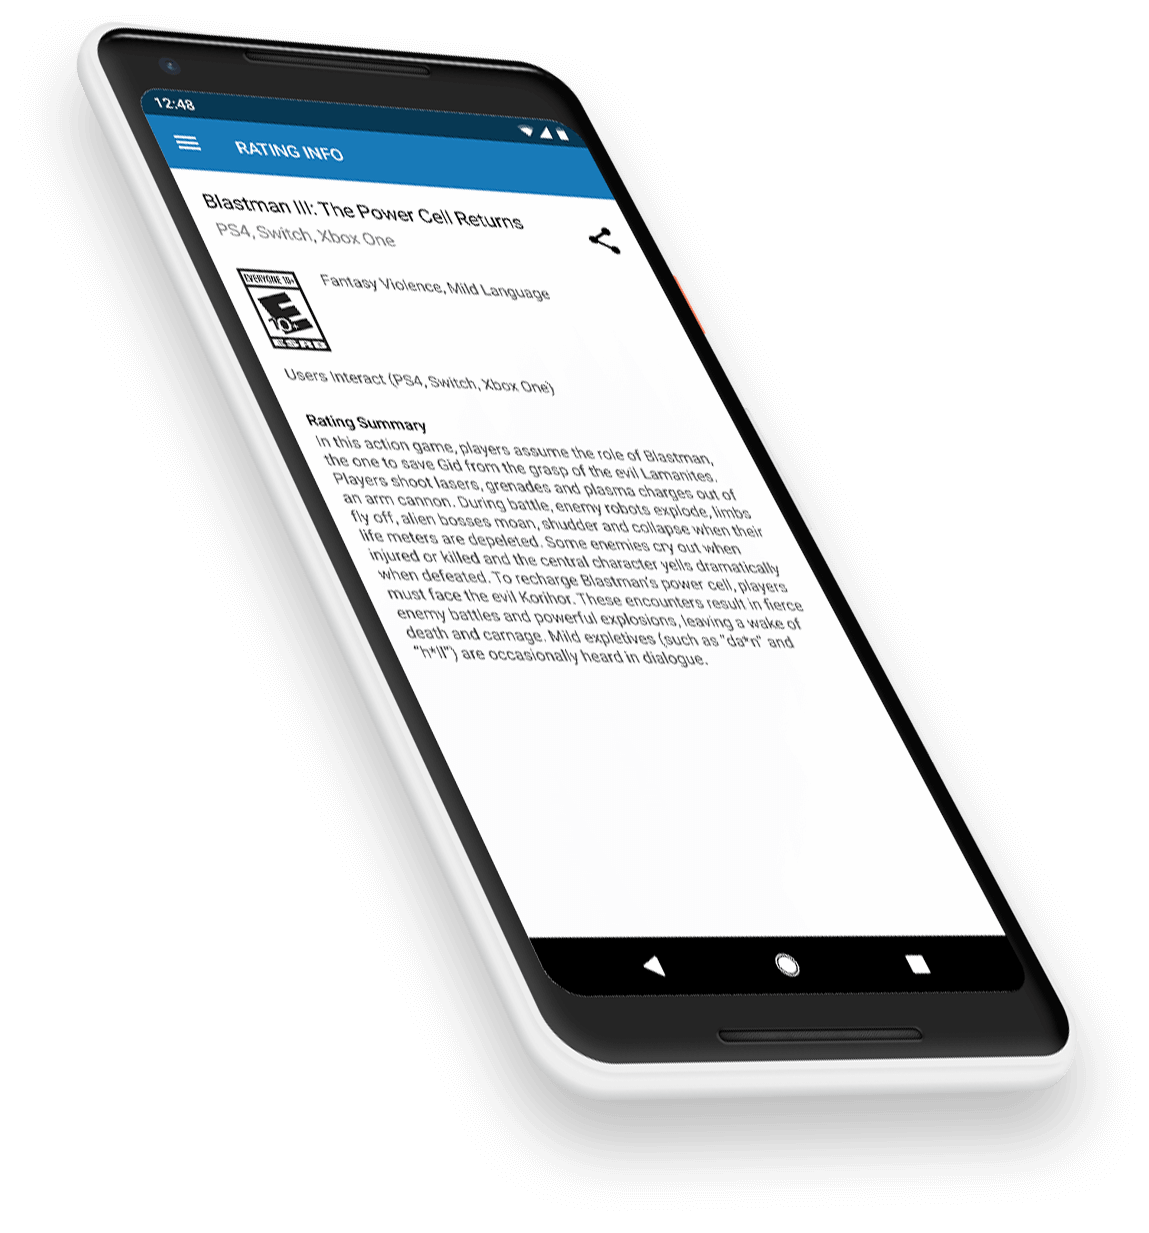 12:48
RATING INFO
Blastman III: The Power Cell Returns
PS4, Switch, Xbox One
EVERYONE 10+
E
10+
ESRB
Fantasy Violence, Mild Language
Users Interact (PS4, Switch, Xbox One)
Rating Summary
In this action game, players assume the role of Blastman,
the one to save Gid from the grasp of the evil Lamanites.
Players shoot lasers, grenades and plasma charges out of
an arm cannon. During battle, enemy robots explode, limbs
fly off, alien bosses moan, shudder and collapse when their
life meters are depeleted. Some enemies cry out when
injured or killed and the central character yells dramatically
when defeated. To recharge Blastman's power cell, players
must face the evil Korihor. These encounters result in fierce
enemy battles and powerful explosions, leaving a wake of
death and carnage. Mild expletives (such as "da*n" and
"h*ll") are occasionally heard in dialogue.